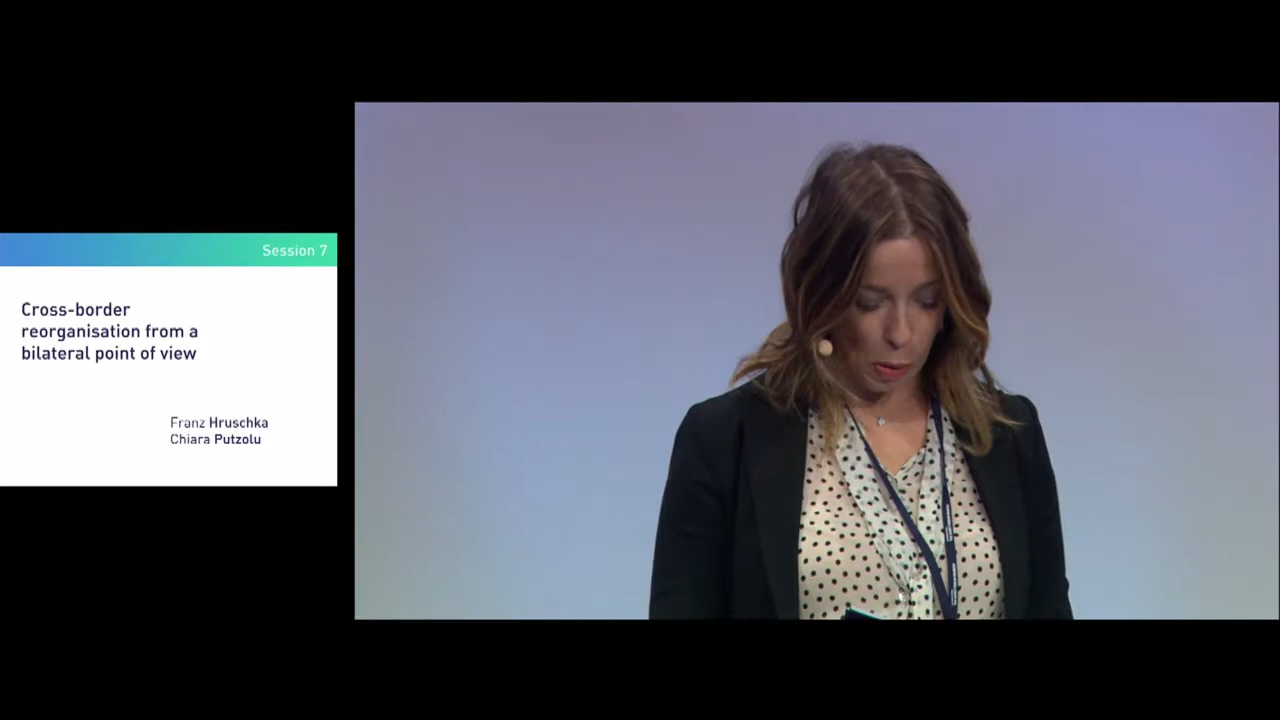 Session 7
Cross-border
reorganisation from a
bilateral point of view
Franz Hruschka
Chiara Putzolu